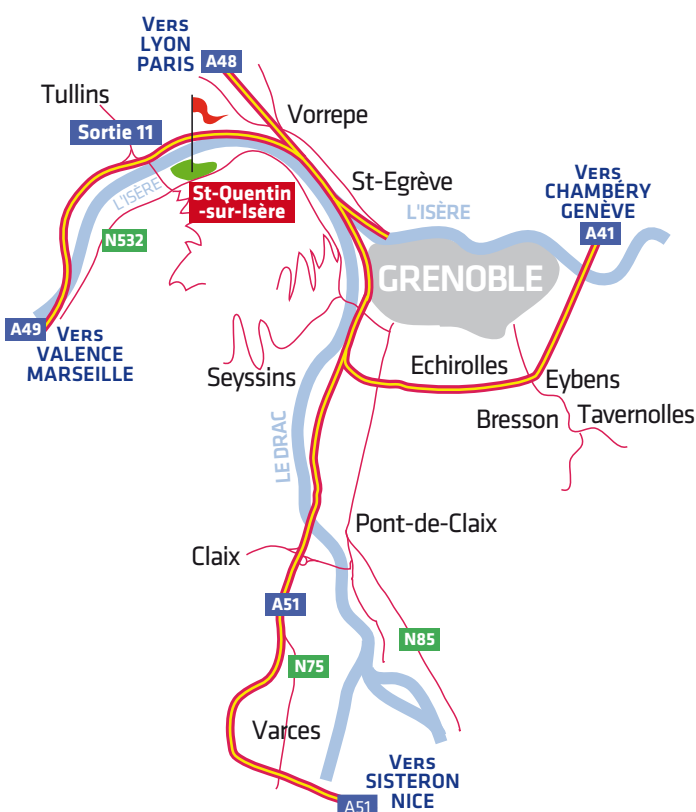 VERS
LYON
PARIS
A48
Tullins
Vorrepe
Sortie 11
VERS
CHAMBÉRY
GENÈVE
St-Egrève
L'ISÈRE
St-Quentin
-sur-Isère
L'ISÈRE
A41
N532
GRENOBLE
A49
VERS
VALENCE
MARSEILLE
Echirolles
Seyssins
Eybens
Bresson
Tavernolles
LE DRAC
Pont-de-Claix
Claix
A51
N85
N75
Varces
VERS
SISTERON
NICE
A51